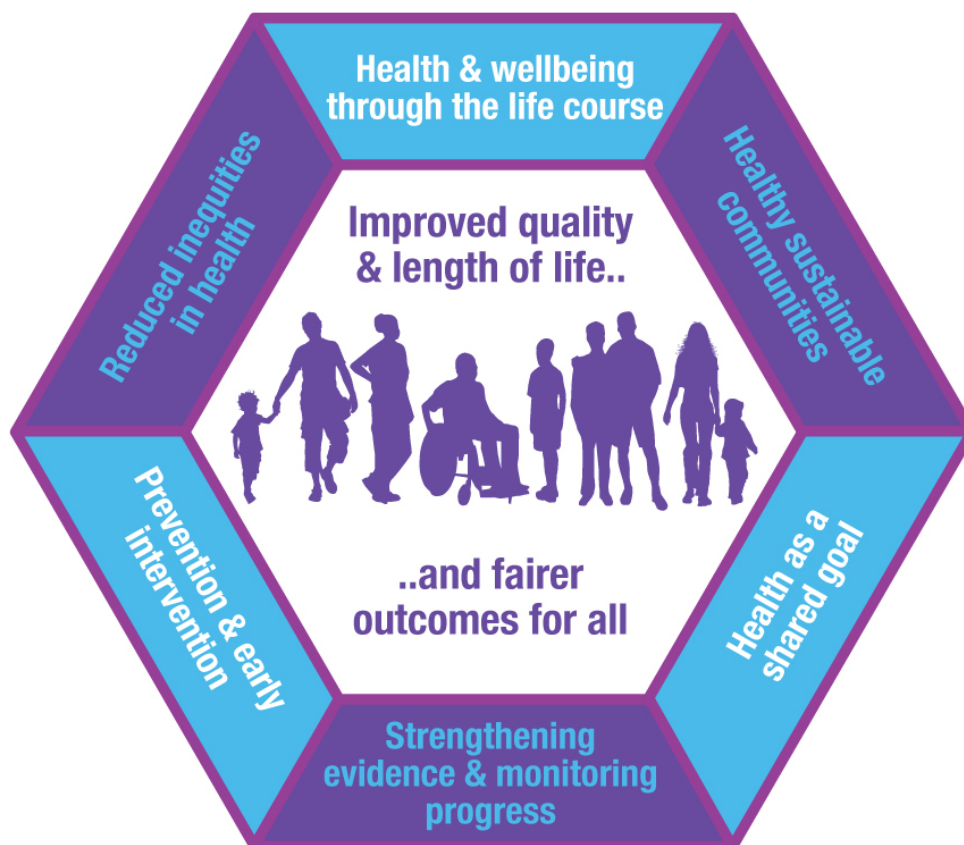 Health & wellbeing
through the life course
Healthy sustainable
communities
Health as a
shared goal
Strengthening
evidence & monitoring
progress
Prevention & early
intervention
Reduced inequities
in health
Improved quality
& length of life..
..and fairer
outcomes for all